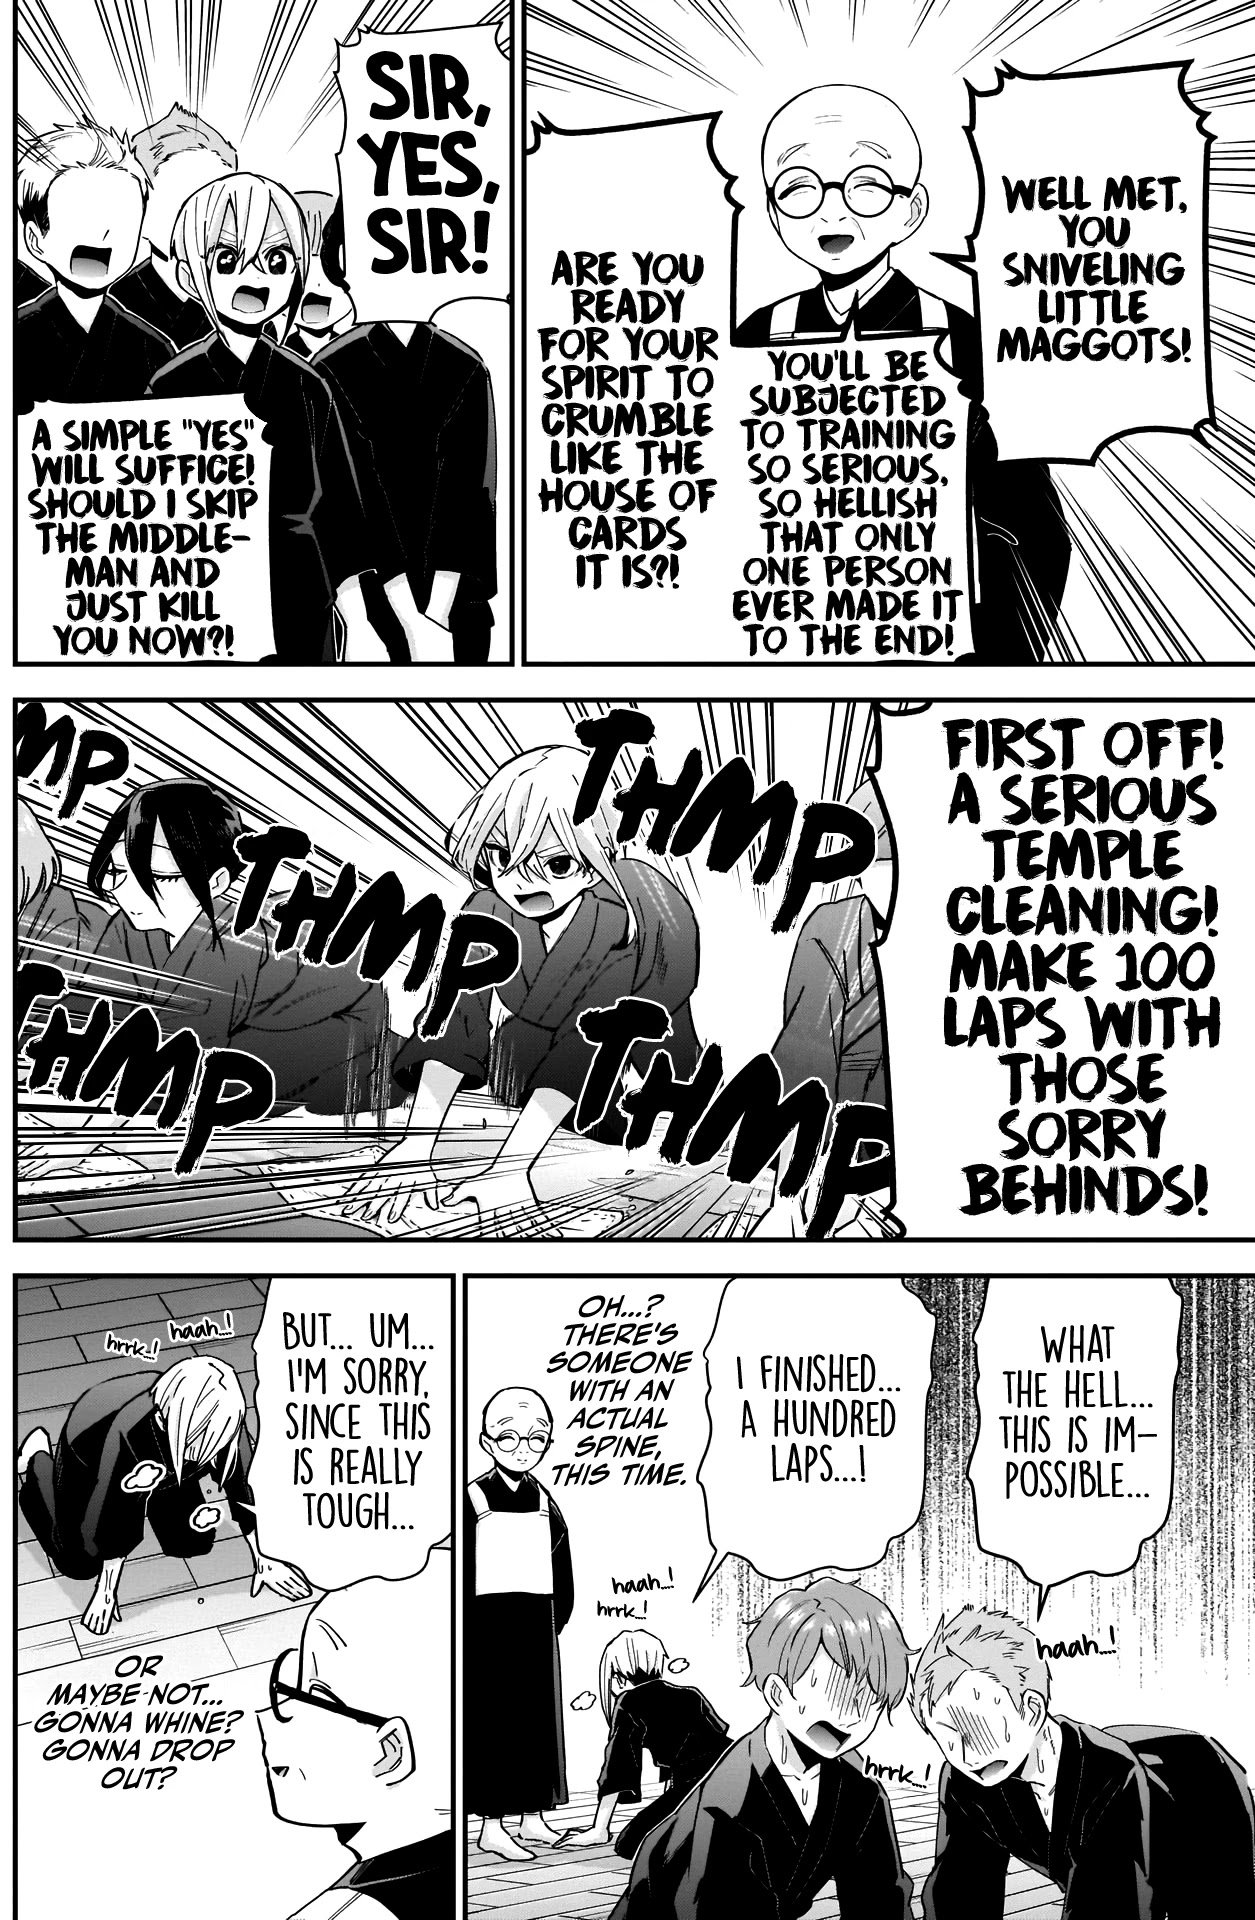 WELL MET,
YOU
SNIVELING
LITTLE
MAGGOTS!
YOU'LL BE
SUBJECTED
TO TRAINING
SO SERIOUS,
SO HELLISH
THAT ONLY
ONE PERSON
EVER MADE IT
TO THE END!
ARE YOU
READY
FOR YOUR
SPIRIT TO
CRUMBLE
LIKE THE
HOUSE OF
CARDS
IT IS?!
SIR,
YES,
SIR!
A SIMPLE "YES"
WILL SUFFICE!
SHOULD I SKIP
THE MIDDLE-
MAN AND
JUST KILL
YOU NOW?!
FIRST OFF!
A SERIOUS
TEMPLE
CLEANING!
MAKE 100
LAPS WITH
THOSE
SORRY
BEHINDS!
THMP
THMP
THMP
MP
THMP
WHAT
THE HELL...
THIS IS IM-
POSSIBLE...
haah...!
hrrk...!
I FINISHED...
A HUNDRED
LAPS...!
haah...!
hrrk...!
OH...?
THERE'S
SOMEONE
WITH AN
ACTUAL
SPINE,
THIS TIME.
BUT... UM...
I'M SORRY,
SINCE THIS
IS REALLY
TOUGH...
haah...!
hrrk...!
OR
MAYBE NOT...
GONNA WHINE?
GONNA DROP
OUT?